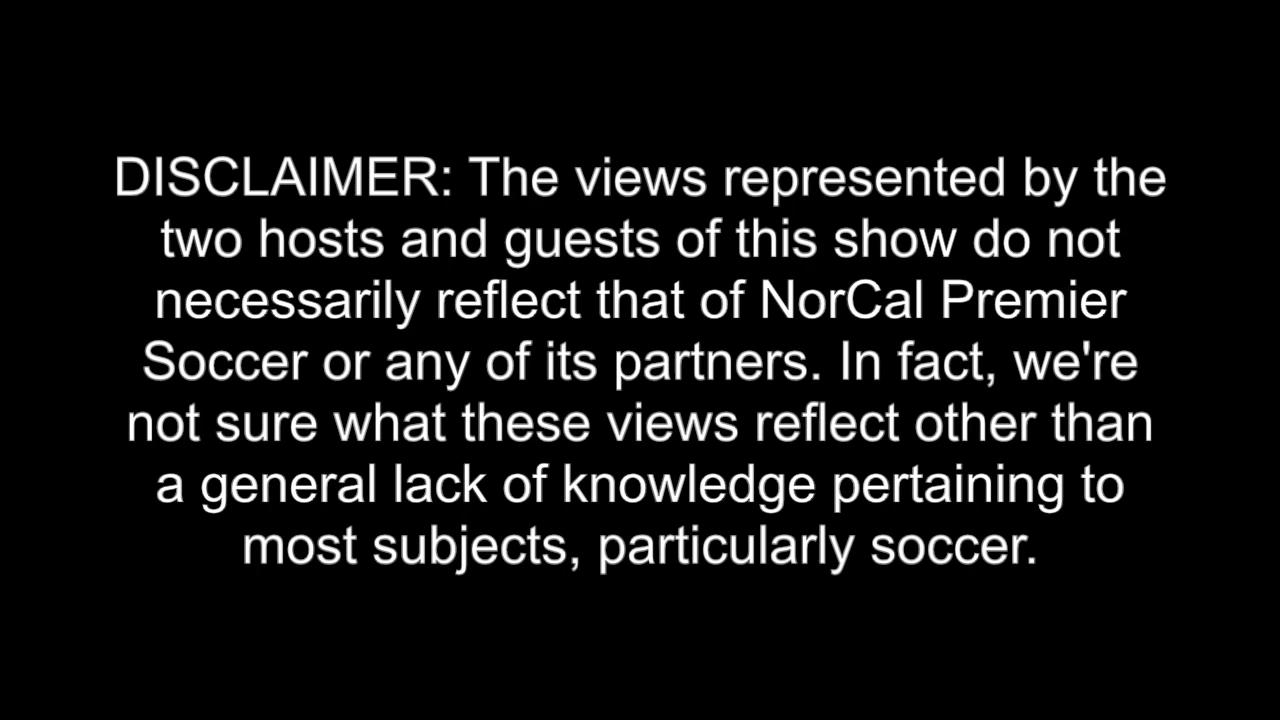 DISCLAIMER: The views represented by the
two hosts and guests of this show do not
necessarily reflect that of NorCal Premier
Soccer or any of its partners. In fact, we're
not sure what these views reflect other than
a general lack of knowledge pertaining to
most subjects, particularly soccer.